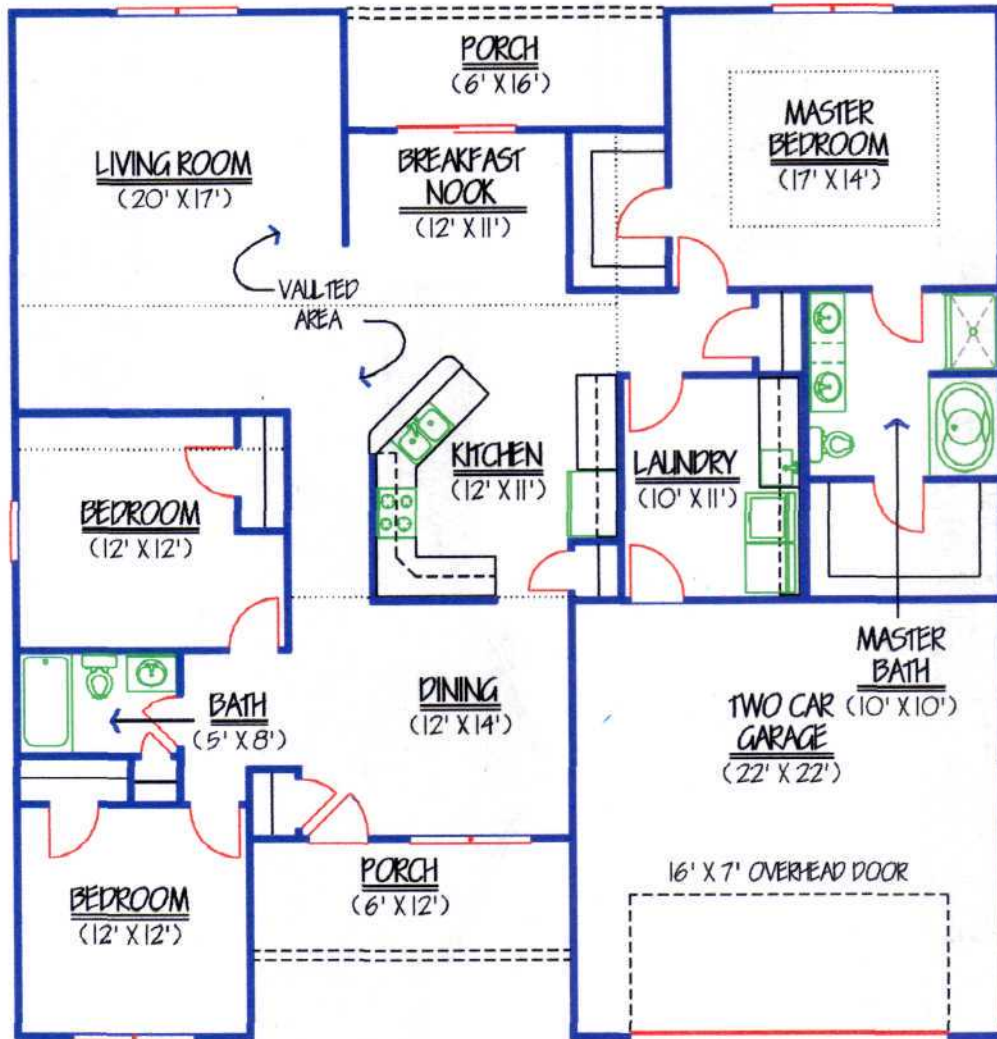 PORCH
(6' X 16')
MASTER
BEDROOM
(17' X 14')
LIVING ROOM
(20' X 17')
BREAKFAST
NOOK
(12' X 11')
VAULTED
AREA
KITCHEN
(12' X 11')
LAUNDRY
(10' X 11')
BEDROOM
(12' X 12')
MASTER
BATH
(10' X 10')
DINING
(12' X 14')
BATH
(5' X 8')
TWO CAR
GARAGE
(22' X 22')
PORCH
(6' X 12')
16' X 7' OVERHEAD DOOR
BEDROOM
(12' X 12')